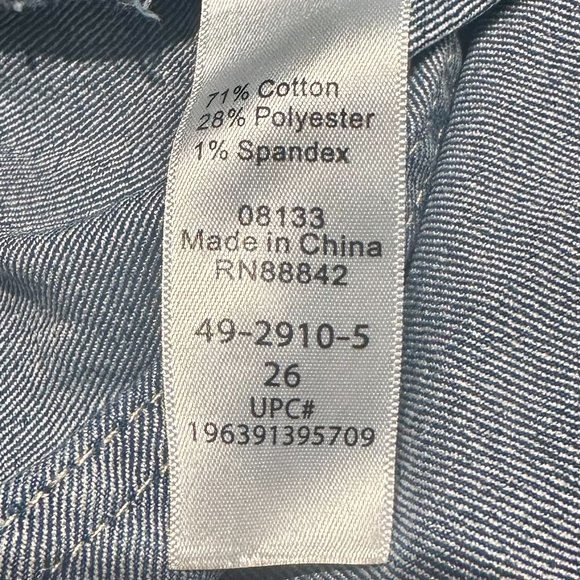 71% Cotton
28% Polyester
1% Spandex
08133
Made in China
RN88842
49-2910-5
26
UPC#
196391395709